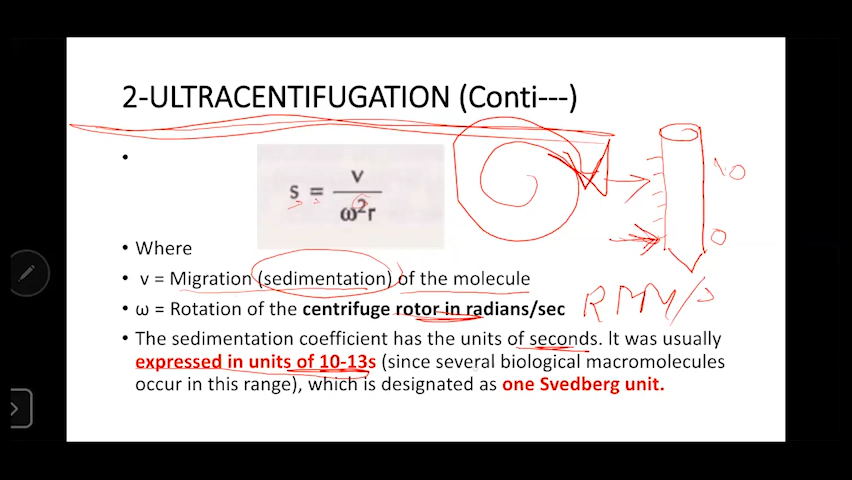 2-ULTRACENTIFUGATION (Conti---)
s = v / ω²r
• Where
• v = Migration (sedimentation) of the molecule
• ω = Rotation of the centrifuge rotor in radians/sec
• The sedimentation coefficient has the units of seconds. It was usually
expressed in units of 10-13s (since several biological macromolecules
occur in this range), which is designated as one Svedberg unit.
10
0